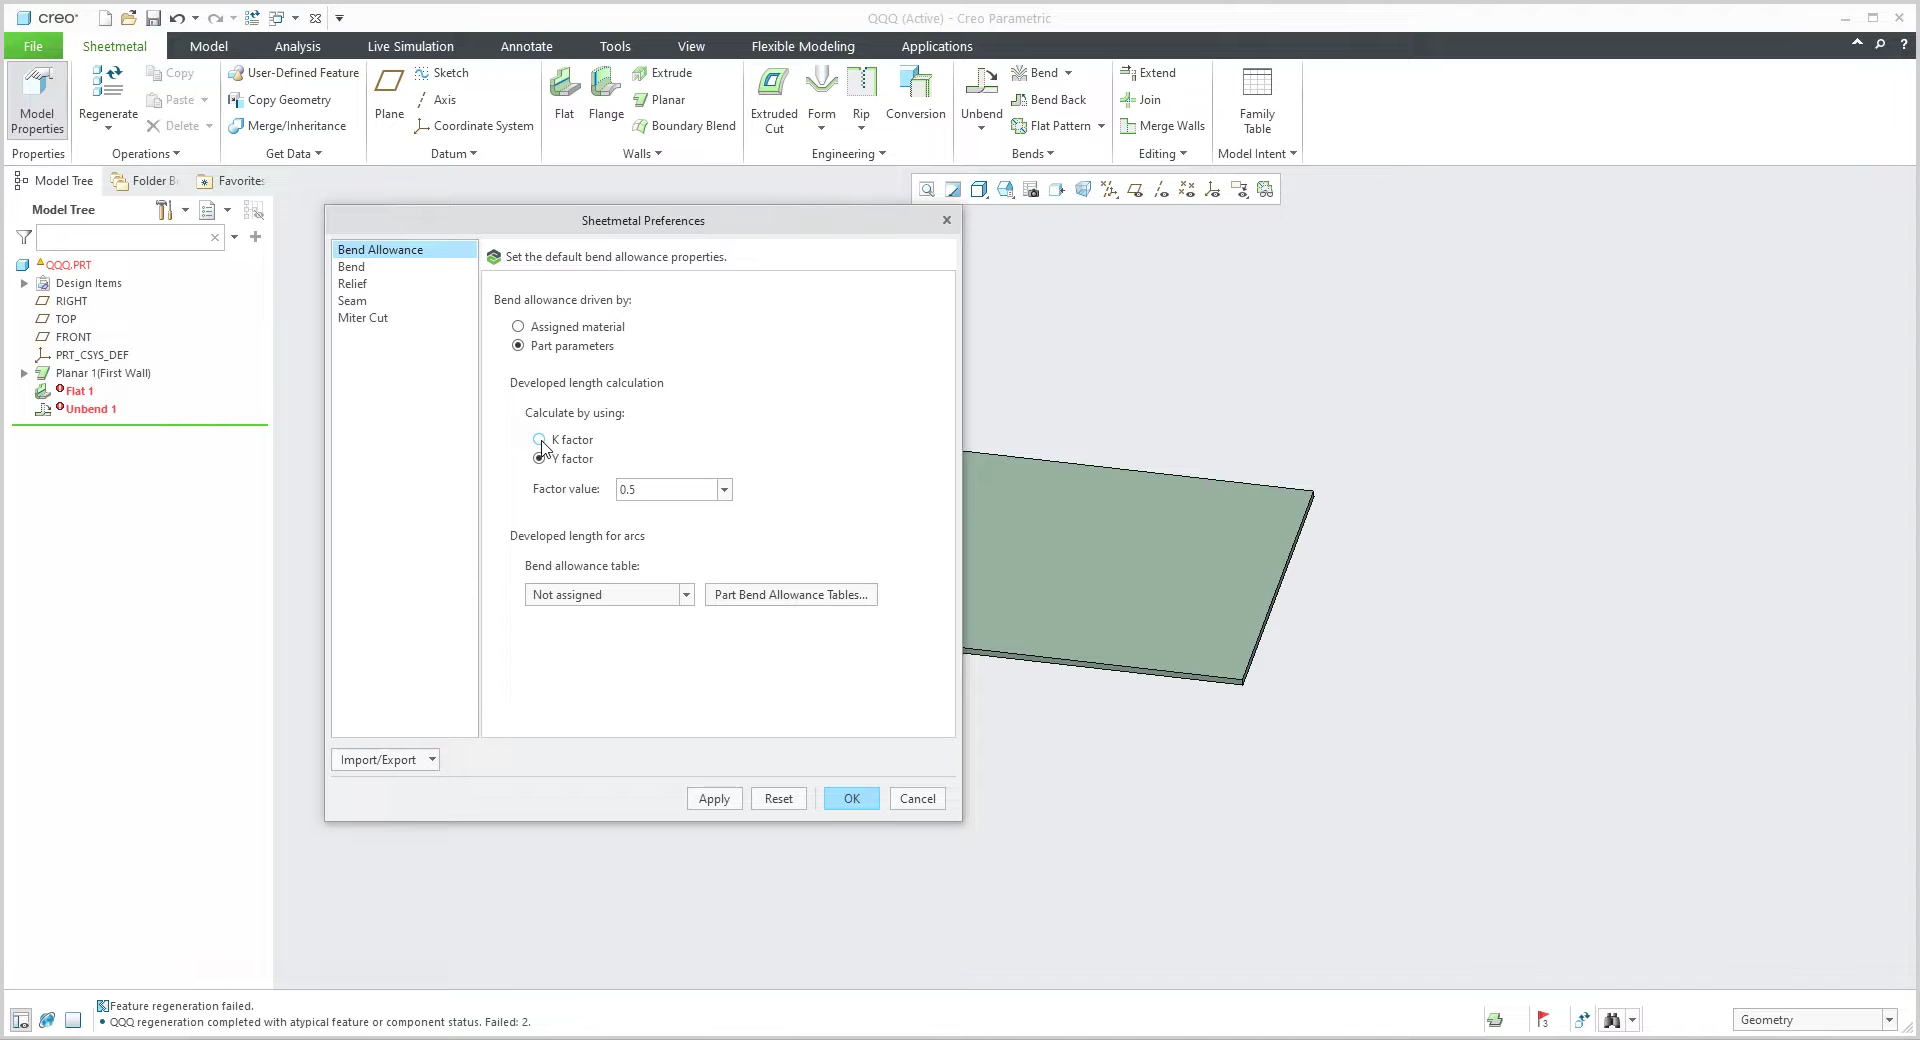 creo
QQQ (Active) - Creo Parametric
File
Sheetmetal
Model
Analysis
Live Simulation
Annotate
Tools
View
Flexible Modeling
Applications
?
Model Properties
Regenerate
Copy
Paste
Delete
User-Defined Feature
Copy Geometry
Merge/Inheritance
Plane
Sketch
Axis
Coordinate System
Flat
Flange
Extrude
Planar
Boundary Blend
Extruded Cut
Form
Rip
Conversion
Unbend
Bend
Bend Back
Flat Pattern
Extend
Join
Merge Walls
Family Table
Properties
Operations
Get Data
Datum
Walls
Engineering
Bends
Editing
Model Intent
Model Tree
Folder B
Favorites
Model Tree
QQQ.PRT
Design Items
RIGHT
TOP
FRONT
PRT_CSYS_DEF
Planar 1(First Wall)
Flat 1
Unbend 1
Sheetmetal Preferences
Bend Allowance
Bend
Relief
Seam
Miter Cut
Set the default bend allowance properties.
Bend allowance driven by:
Assigned material
Part parameters
Developed length calculation
Calculate by using:
K factor
Y factor
Factor value:
0.5
Developed length for arcs
Bend allowance table:
Not assigned
Part Bend Allowance Tables...
Import/Export
Apply
Reset
OK
Cancel
Feature regeneration failed.
• QQQ regeneration completed with atypical feature or component status. Failed: 2.
3
Geometry